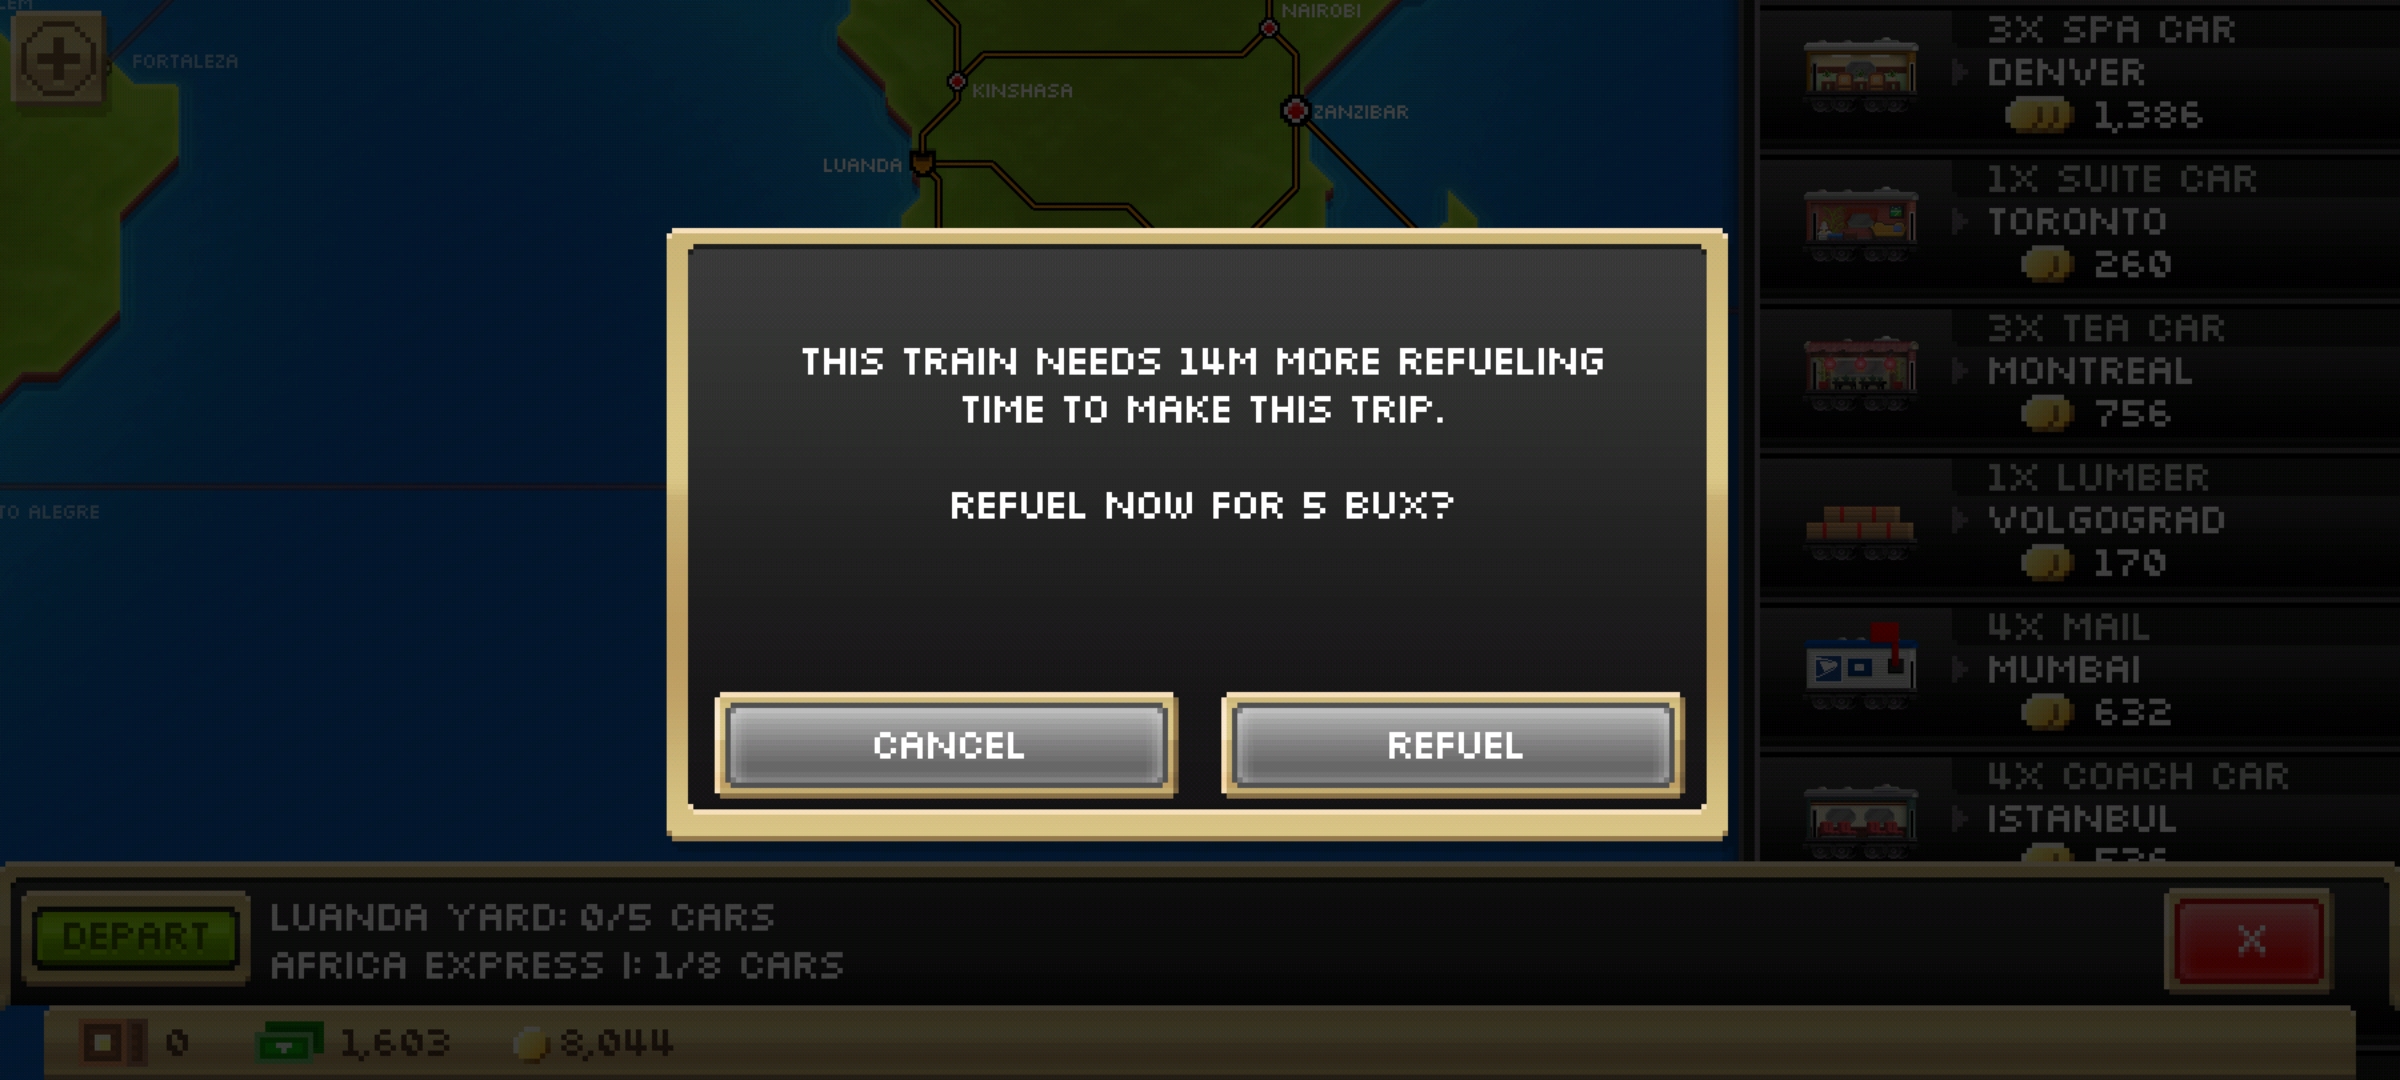 FORTALEZA
NAIROBI
KINSHASA
ZANZIBAR
LUANDA
TO ALEGRE
THIS TRAIN NEEDS 14M MORE REFUELING
TIME TO MAKE THIS TRIP.
REFUEL NOW FOR 5 BUX?
CANCEL
REFUEL
3X SPA CAR
DENVER
1,386
1X SUITE CAR
TORONTO
260
3X TEA CAR
MONTREAL
756
1X LUMBER
VOLGOGRAD
170
4X MAIL
MUMBAI
632
4X COACH CAR
ISTANBUL
DEPART
LUANDA YARD: 0/5 CARS
AFRICA EXPRESS I: 1/8 CARS
X
0
1,603
8,044